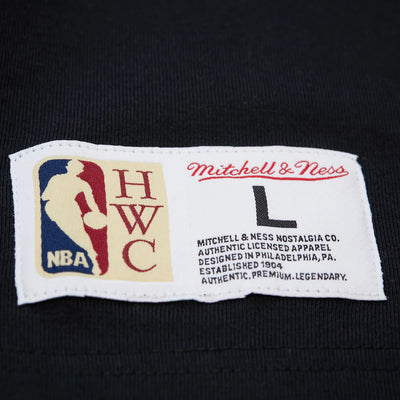 NBA
H
W
C
Mitchell & Ness
L
MITCHELL & NESS NOSTALGIA CO.
AUTHENTIC LICENSED APPAREL
DESIGNED IN PHILADELPHIA, PA.
ESTABLISHED 1904
AUTHENTIC. PREMIUM. LEGENDARY.